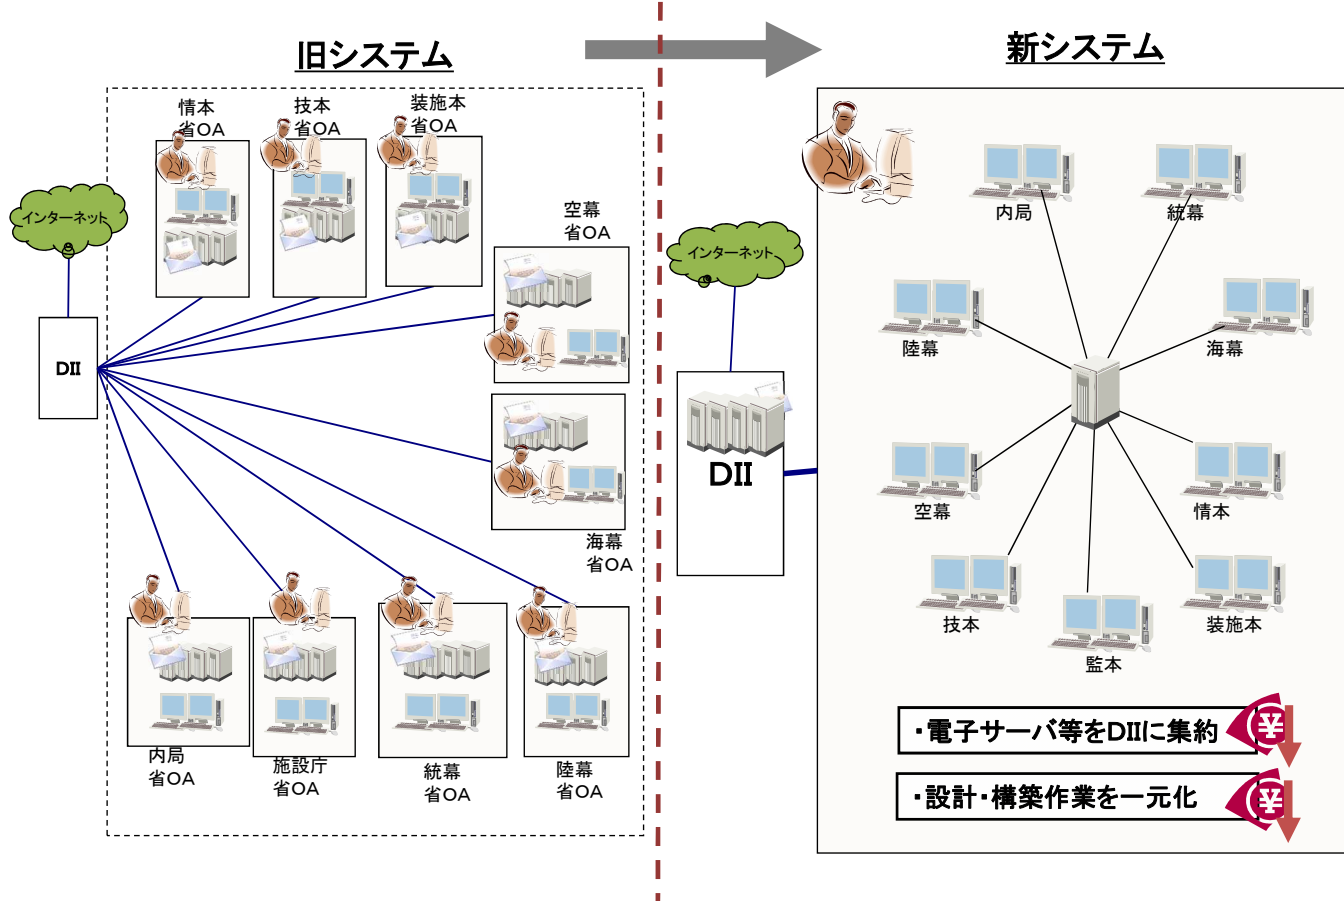 旧システム
新システム
情本
省OA
技本
省OA
装施本
省OA
空幕
省OA
インターネット
DII
海幕
省OA
内局
省OA
施設庁
省OA
統幕
省OA
陸幕
省OA
インターネット
DII
内局
統幕
陸幕
海幕
空幕
情本
技本
装施本
監本
・電子サーバ等をDIIに集約
¥
・設計・構築作業を一元化
¥